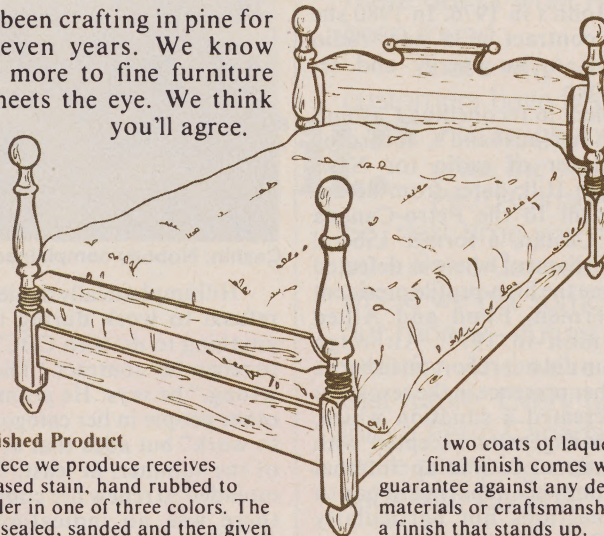 been crafting in pine for
even years. We know
more to fine furniture
meets the eye. We think
you'll agree.
ished Product
ece we produce receives
ased stain, hand rubbed to
ler in one of three colors. The
sealed, sanded and then given
two coats of laque
final finish comes w
guarantee against any de
materials or craftsmansh
a finish that stands up.